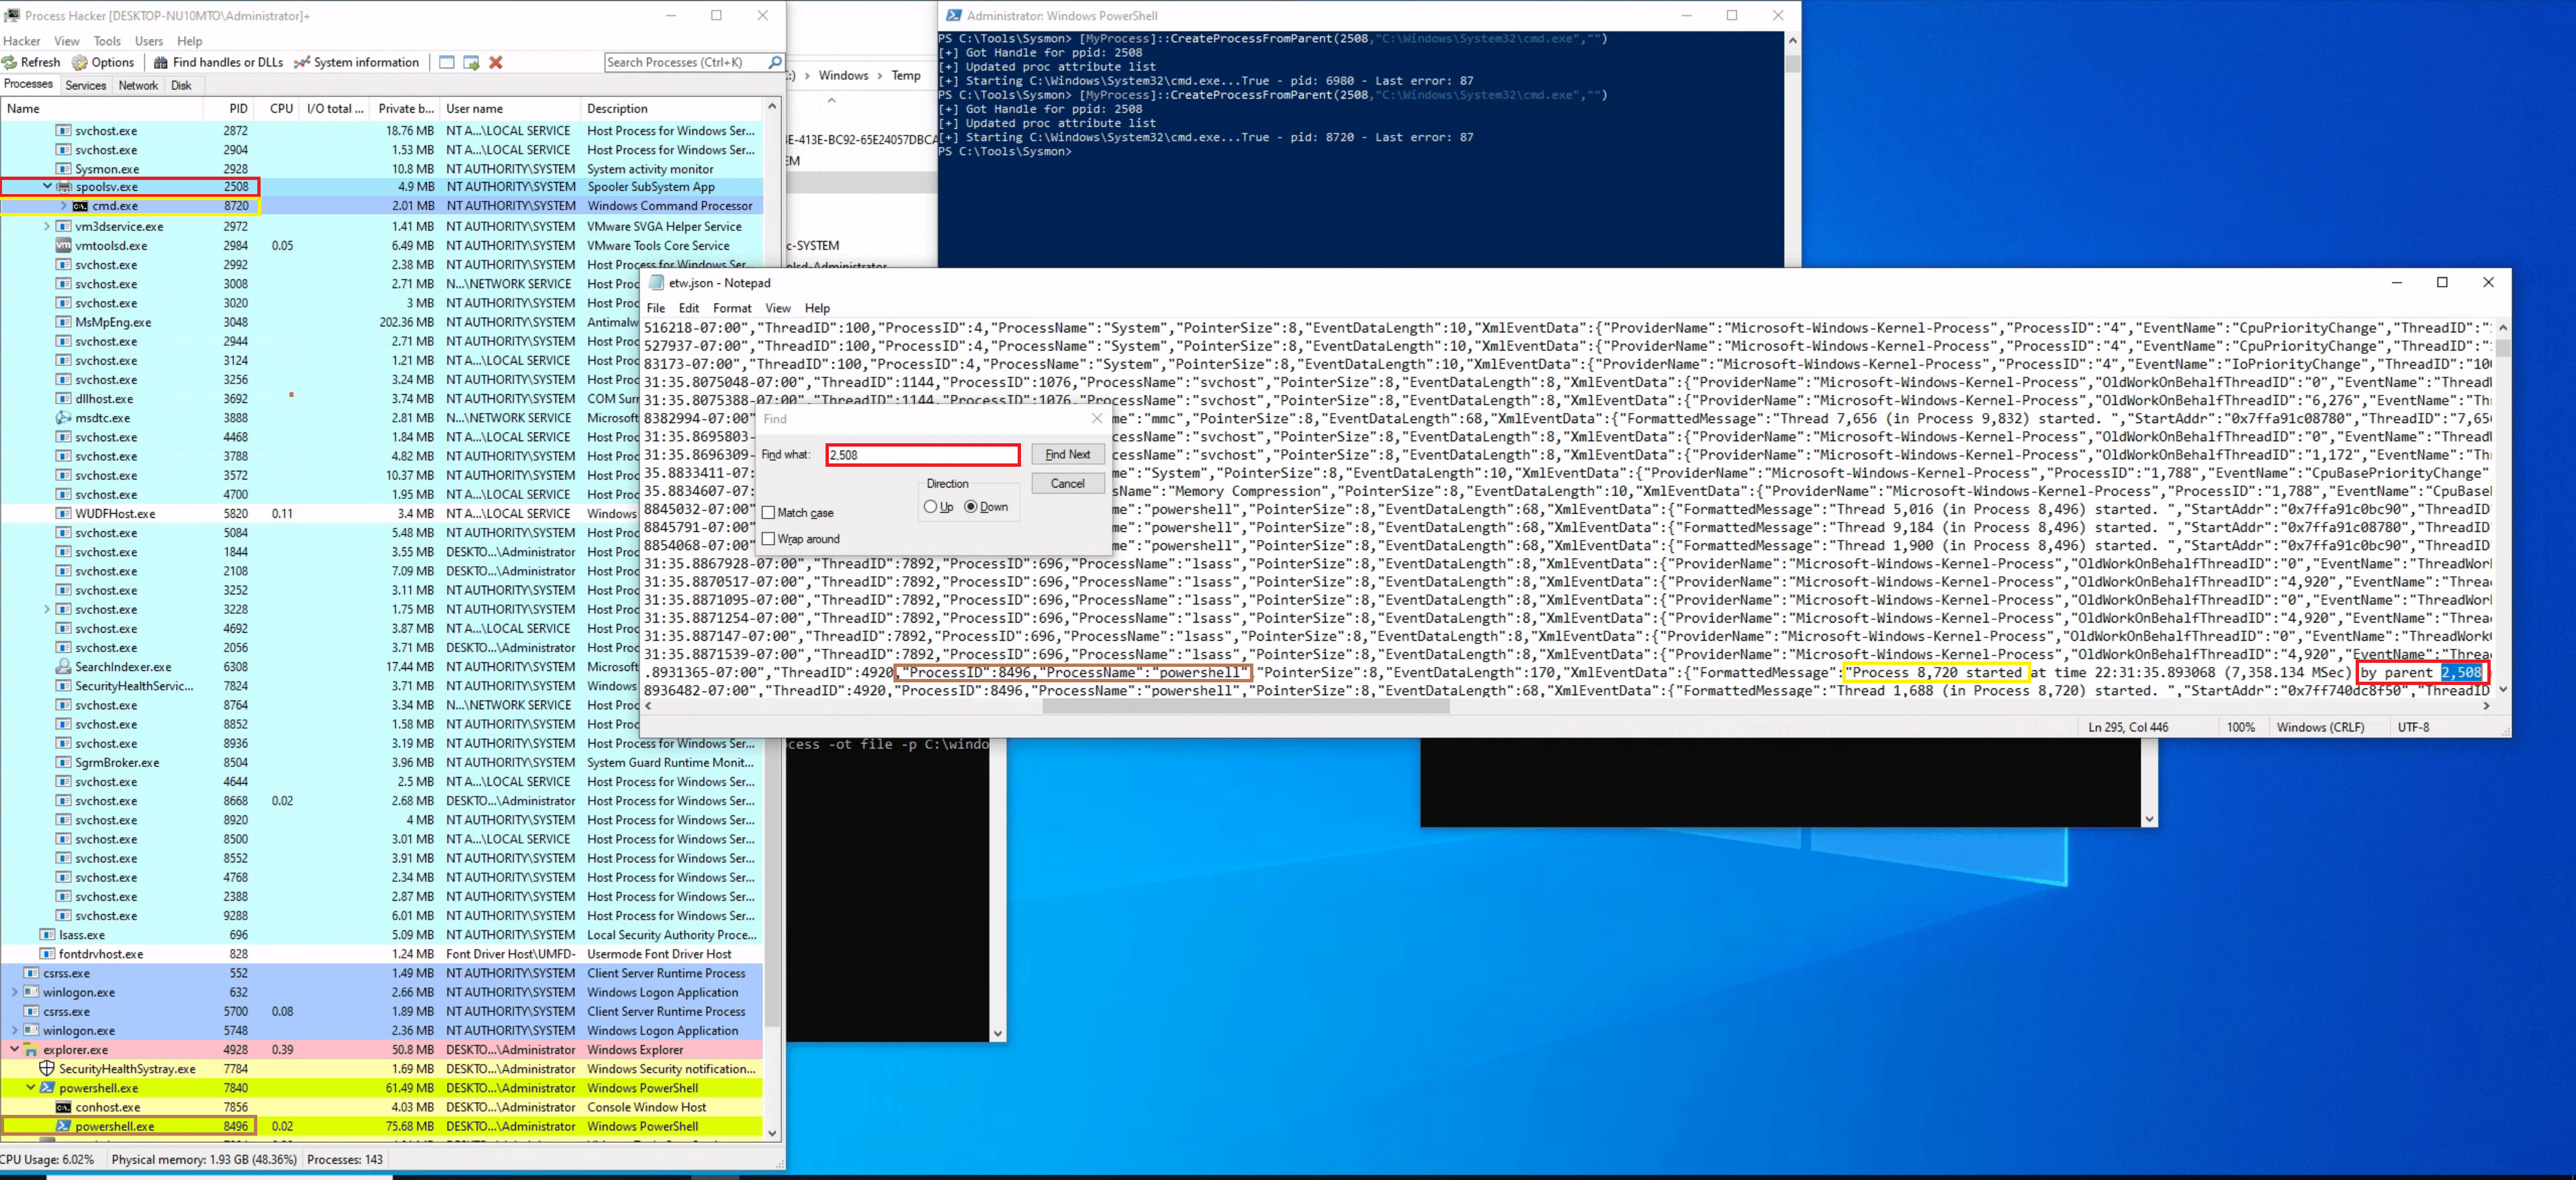 Process Hacker [DESKTOP-NU10MTO\Administrator]+
Hacker View Tools Users Help
Refresh Options Find handles or DLLs System information Search Processes (Ctrl+K)
Processes Services Network Disk
Name PID CPU I/O total ... Private b... User name Description
svchost.exe 2872 18.76 MB NT A...\LOCAL SERVICE Host Process for Windows Ser...
svchost.exe 2904 1.53 MB NT A...\LOCAL SERVICE Host Process for Windows Ser...
Sysmon.exe 2928 10.8 MB NT AUTHORITY\SYSTEM System activity monitor
spoolsv.exe 2508 4.9 MB NT AUTHORITY\SYSTEM Spooler SubSystem App
cmd.exe 8720 2.01 MB NT AUTHORITY\SYSTEM Windows Command Processor
vm3dservice.exe 2972 1.41 MB NT AUTHORITY\SYSTEM VMware SVGA Helper Service
vmtoolsd.exe 2984 0.05 6.49 MB NT AUTHORITY\SYSTEM VMware Tools Core Service
svchost.exe 2992 2.38 MB NT AUTHORITY\SYSTEM Host Process for Windows Ser...
svchost.exe 3008 2.71 MB N...\NETWORK SERVICE Host Proc
svchost.exe 3020 3 MB NT AUTHORITY\SYSTEM Host Proc
MsMpEng.exe 3048 202.36 MB NT AUTHORITY\SYSTEM Antimalw
svchost.exe 2944 2.71 MB NT AUTHORITY\SYSTEM Host Proc
svchost.exe 3124 1.21 MB NT A...\LOCAL SERVICE Host Proc
svchost.exe 3256 3.24 MB NT AUTHORITY\SYSTEM Host Proc
dllhost.exe 3692 3.74 MB NT AUTHORITY\SYSTEM COM Surr
msdtc.exe 3888 2.81 MB N...\NETWORK SERVICE Microsoft
svchost.exe 4468 1.84 MB NT A...\LOCAL SERVICE Host Proc
svchost.exe 3788 4.82 MB NT AUTHORITY\SYSTEM Host Proc
svchost.exe 3572 10.37 MB NT AUTHORITY\SYSTEM Host Proc
svchost.exe 4700 1.95 MB NT A...\LOCAL SERVICE Host Proc
WUDFHost.exe 5820 0.11 3.4 MB NT A...\LOCAL SERVICE Windows
svchost.exe 5084 5.48 MB NT AUTHORITY\SYSTEM Host Proc
svchost.exe 1844 3.55 MB DESKTO...\Administrator Host Proc
svchost.exe 2108 7.09 MB DESKTO...\Administrator Host Proc
svchost.exe 3252 3.11 MB NT AUTHORITY\SYSTEM Host Proc
svchost.exe 3228 1.75 MB NT AUTHORITY\SYSTEM Host Proc
svchost.exe 4692 3.87 MB NT A...\LOCAL SERVICE Host Proc
svchost.exe 2056 3.71 MB DESKTO...\Administrator Host Proc
SearchIndexer.exe 6308 17.44 MB NT AUTHORITY\SYSTEM Microsoft
SecurityHealthServic... 7824 3.71 MB NT AUTHORITY\SYSTEM Windows
svchost.exe 8764 3.34 MB N...\NETWORK SERVICE Host Proc
svchost.exe 8852 1.58 MB NT AUTHORITY\SYSTEM Host Proc
svchost.exe 8936 3.19 MB NT AUTHORITY\SYSTEM Host Process for Windows Ser...
SgrmBroker.exe 8504 3.96 MB NT AUTHORITY\SYSTEM System Guard Runtime Monit...
svchost.exe 4644 2.5 MB NT A...\LOCAL SERVICE Host Process for Windows Ser...
svchost.exe 8668 0.02 2.68 MB DESKTO...\Administrator Host Process for Windows Ser...
svchost.exe 8920 4 MB NT AUTHORITY\SYSTEM Host Process for Windows Ser...
svchost.exe 8500 3.01 MB NT A...\LOCAL SERVICE Host Process for Windows Ser...
svchost.exe 8552 3.91 MB NT AUTHORITY\SYSTEM Host Process for Windows Ser...
svchost.exe 4768 2.34 MB NT AUTHORITY\SYSTEM Host Process for Windows Ser...
svchost.exe 2388 2.87 MB NT AUTHORITY\SYSTEM Host Process for Windows Ser...
svchost.exe 9288 6.01 MB NT AUTHORITY\SYSTEM Host Process for Windows Ser...
lsass.exe 696 5.09 MB NT AUTHORITY\SYSTEM Local Security Authority Proce...
fontdrvhost.exe 828 1.24 MB Font Driver Host\UMFD- Usermode Font Driver Host
csrss.exe 552 1.49 MB NT AUTHORITY\SYSTEM Client Server Runtime Process
winlogon.exe 632 2.66 MB NT AUTHORITY\SYSTEM Windows Logon Application
csrss.exe 5700 0.08 1.89 MB NT AUTHORITY\SYSTEM Client Server Runtime Process
winlogon.exe 5748 2.36 MB NT AUTHORITY\SYSTEM Windows Logon Application
explorer.exe 4928 0.39 50.8 MB DESKTO...\Administrator Windows Explorer
SecurityHealthSystray.exe 7784 1.69 MB DESKTO...\Administrator Windows Security notification...
powershell.exe 7840 61.49 MB DESKTO...\Administrator Windows PowerShell
conhost.exe 7856 4.03 MB DESKTO...\Administrator Console Window Host
powershell.exe 8496 0.02 75.68 MB DESKTO...\Administrator Windows PowerShell
CPU Usage: 6.02% Physical memory: 1.93 GB (48.36%) Processes: 143
:) > Windows > Temp
E-413E-BC92-65E24057DBCA
EM
c-SYSTEM
olsd-Administrator
cess -ot file -p C:\windo
Administrator: Windows PowerShell
PS C:\Tools\Sysmon> [MyProcess]::CreateProcessFromParent(2508,"C:\Windows\System32\cmd.exe","")
[+] Got Handle for ppid: 2508
[+] Updated proc attribute list
[+] Starting C:\Windows\System32\cmd.exe...True - pid: 6980 - Last error: 87
PS C:\Tools\Sysmon> [MyProcess]::CreateProcessFromParent(2508,"C:\Windows\System32\cmd.exe","")
[+] Got Handle for ppid: 2508
[+] Updated proc attribute list
[+] Starting C:\Windows\System32\cmd.exe...True - pid: 8720 - Last error: 87
PS C:\Tools\Sysmon>
etw.json - Notepad
File Edit Format View Help
516218-07:00","ThreadID":100,"ProcessID":4,"ProcessName":"System","PointerSize":8,"EventDataLength":10,"XmlEventData":{"ProviderName":"Microsoft-Windows-Kernel-Process","ProcessID":"4","EventName":"CpuPriorityChange","ThreadID":"
527937-07:00","ThreadID":100,"ProcessID":4,"ProcessName":"System","PointerSize":8,"EventDataLength":10,"XmlEventData":{"ProviderName":"Microsoft-Windows-Kernel-Process","ProcessID":"4","EventName":"CpuPriorityChange","ThreadID":"
83173-07:00","ThreadID":100,"ProcessID":4,"ProcessName":"System","PointerSize":8,"EventDataLength":10,"XmlEventData":{"ProviderName":"Microsoft-Windows-Kernel-Process","ProcessID":"4","EventName":"IoPriorityChange","ThreadID":"100
31:35.8075048-07:00","ThreadID":1144,"ProcessID":1076,"ProcessName":"svchost","PointerSize":8,"EventDataLength":8,"XmlEventData":{"ProviderName":"Microsoft-Windows-Kernel-Process","OldWorkOnBehalfThreadID":"0","EventName":"Thread
31:35.8075388-07:00","ThreadID":1144,"ProcessID":1076,"ProcessName":"svchost","PointerSize":8,"EventDataLength":8,"XmlEventData":{"ProviderName":"Microsoft-Windows-Kernel-Process","OldWorkOnBehalfThreadID":"6,276","EventName":"Th
8382994-07:00" me":"mmc","PointerSize":8,"EventDataLength":68,"XmlEventData":{"FormattedMessage":"Thread 7,656 (in Process 9,832) started. ","StartAddr":"0x7ffa91c08780","ThreadID":"7,65
31:35.8695803- cessName":"svchost","PointerSize":8,"EventDataLength":8,"XmlEventData":{"ProviderName":"Microsoft-Windows-Kernel-Process","OldWorkOnBehalfThreadID":"0","EventName":"Thread
31:35.8696309- cessName":"svchost","PointerSize":8,"EventDataLength":8,"XmlEventData":{"ProviderName":"Microsoft-Windows-Kernel-Process","OldWorkOnBehalfThreadID":"1,172","EventName":"Th
35.8833411-07: me":"System","PointerSize":8,"EventDataLength":10,"XmlEventData":{"ProviderName":"Microsoft-Windows-Kernel-Process","ProcessID":"1,788","EventName":"CpuBasePriorityChange"
35.8834607-07: sName":"Memory Compression","PointerSize":8,"EventDataLength":10,"XmlEventData":{"ProviderName":"Microsoft-Windows-Kernel-Process","ProcessID":"1,788","EventName":"CpuBase
8845032-07:00" me":"powershell","PointerSize":8,"EventDataLength":68,"XmlEventData":{"FormattedMessage":"Thread 5,016 (in Process 8,496) started. ","StartAddr":"0x7ffa91c0bc90","ThreadID
8845791-07:00" me":"powershell","PointerSize":8,"EventDataLength":68,"XmlEventData":{"FormattedMessage":"Thread 9,184 (in Process 8,496) started. ","StartAddr":"0x7ffa91c08780","ThreadID
8854068-07:00" me":"powershell","PointerSize":8,"EventDataLength":68,"XmlEventData":{"FormattedMessage":"Thread 1,900 (in Process 8,496) started. ","StartAddr":"0x7ffa91c0bc90","ThreadID
31:35.8867928-07:00","ThreadID":7892,"ProcessID":696,"ProcessName":"lsass","PointerSize":8,"EventDataLength":8,"XmlEventData":{"ProviderName":"Microsoft-Windows-Kernel-Process","OldWorkOnBehalfThreadID":"0","EventName":"ThreadWork
31:35.8870517-07:00","ThreadID":7892,"ProcessID":696,"ProcessName":"lsass","PointerSize":8,"EventDataLength":8,"XmlEventData":{"ProviderName":"Microsoft-Windows-Kernel-Process","OldWorkOnBehalfThreadID":"4,920","EventName":"Threa
31:35.8871095-07:00","ThreadID":7892,"ProcessID":696,"ProcessName":"lsass","PointerSize":8,"EventDataLength":8,"XmlEventData":{"ProviderName":"Microsoft-Windows-Kernel-Process","OldWorkOnBehalfThreadID":"0","EventName":"ThreadWork
31:35.8871254-07:00","ThreadID":7892,"ProcessID":696,"ProcessName":"lsass","PointerSize":8,"EventDataLength":8,"XmlEventData":{"ProviderName":"Microsoft-Windows-Kernel-Process","OldWorkOnBehalfThreadID":"4,920","EventName":"Threa
31:35.887147-07:00","ThreadID":7892,"ProcessID":696,"ProcessName":"lsass","PointerSize":8,"EventDataLength":8,"XmlEventData":{"ProviderName":"Microsoft-Windows-Kernel-Process","OldWorkOnBehalfThreadID":"0","EventName":"ThreadWork
31:35.8871539-07:00","ThreadID":7892,"ProcessID":696,"ProcessName":"lsass","PointerSize":8,"EventDataLength":8,"XmlEventData":{"ProviderName":"Microsoft-Windows-Kernel-Process","OldWorkOnBehalfThreadID":"4,920","EventName":"Threa
.8931365-07:00","ThreadID":4920,"ProcessID":8496,"ProcessName":"powershell","PointerSize":8,"EventDataLength":170,"XmlEventData":{"FormattedMessage":"Process 8,720 started at time 22:31:35.893068 (7,358.134 MSec) by parent 2,508
8936482-07:00","ThreadID":4920,"ProcessID":8496,"ProcessName":"powershell","PointerSize":8,"EventDataLength":68,"XmlEventData":{"FormattedMessage":"Thread 1,688 (in Process 8,720) started. ","StartAddr":"0x7ff740dc8f50","ThreadID
Ln 295, Col 446 100% Windows (CRLF) UTF-8
Find
Find what: 2,508 Find Next
Direction Cancel
Up Down
Match case
Wrap around